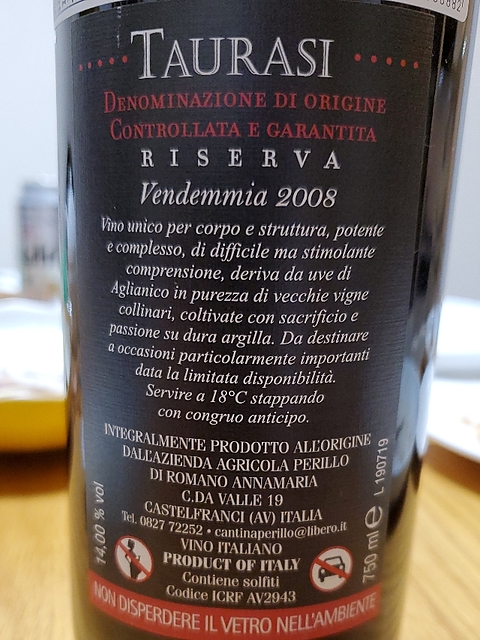 TAURASI
DENOMINAZIONE DI ORIGINE
CONTROLLATA E GARANTITA
RISERVA
Vendemmia 2008
Vino unico per corpo e struttura, potente
e complesso, di difficile ma stimolante
comprensione, deriva da uve di
Aglianico in purezza di vecchie vigne
collinari, coltivate con sacrificio e
passione su dura argilla. Da destinare
a occasioni particolarmente importanti
data la limitata disponibilità.
Servire a 18°C stappando
con congruo anticipo.
INTEGRALMENTE PRODOTTO ALL'ORIGINE
DALL'AZIENDA AGRICOLA PERILLO
DI ROMANO ANNAMARIA
C.DA VALLE 19
CASTELFRANCI (AV) ITALIA
Tel. 0827 72252 • cantinaperillo@libero.it
VINO ITALIANO
PRODUCT OF ITALY
Contiene solfiti
Codice ICRF AV2943
14,00 % vol
750 ml e L 190719
NON DISPERDERE IL VETRO NELL'AMBIENTE